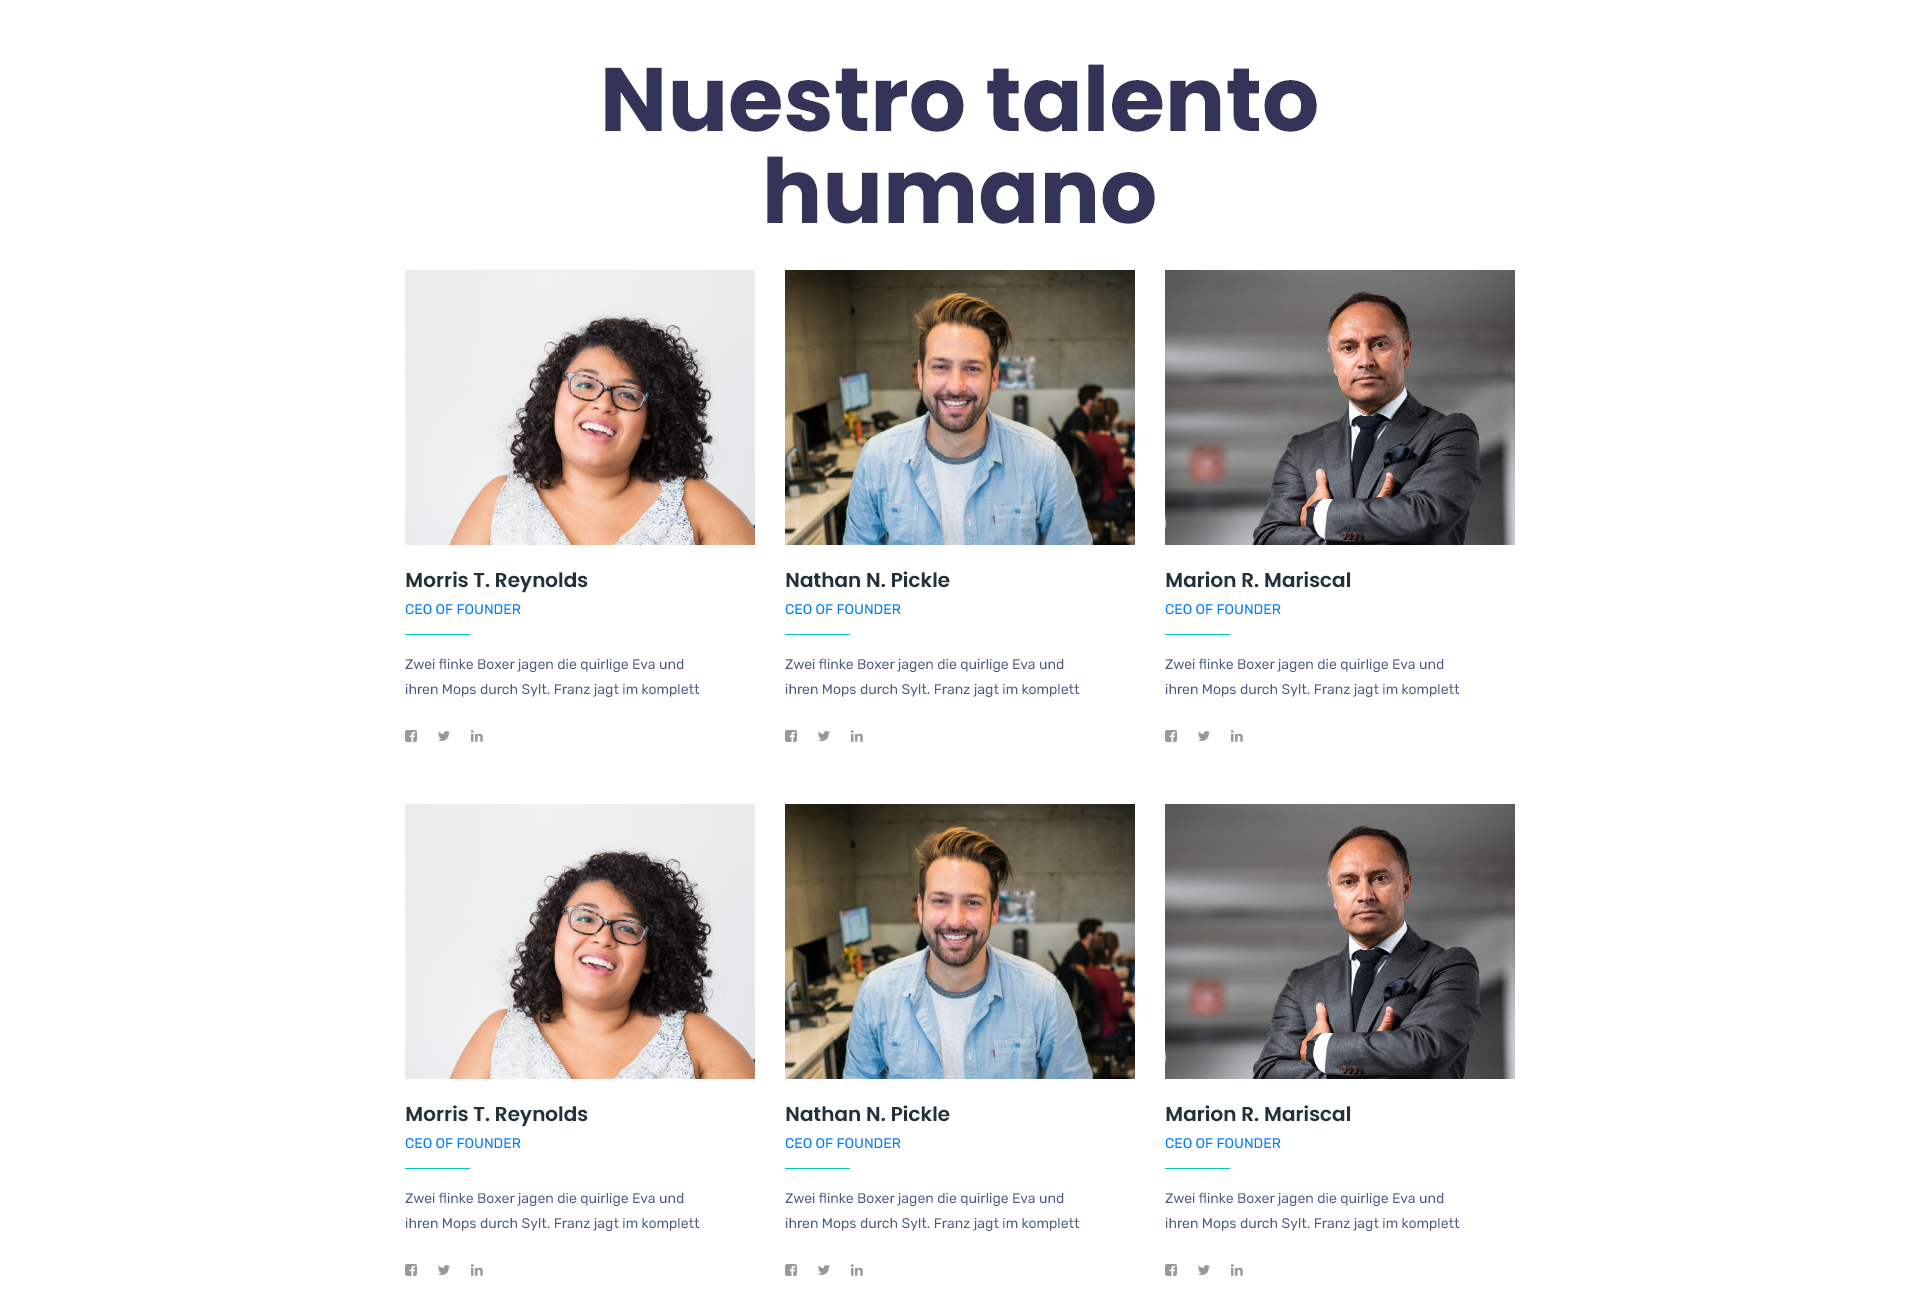 Nuestro talento
humano
Morris T. Reynolds
CEO OF FOUNDER
Zwei flinke Boxer jagen die quirlige Eva und
ihren Mops durch Sylt. Franz jagt im komplett
Nathan N. Pickle
CEO OF FOUNDER
Zwei flinke Boxer jagen die quirlige Eva und
ihren Mops durch Sylt. Franz jagt im komplett
Marion R. Mariscal
CEO OF FOUNDER
Zwei flinke Boxer jagen die quirlige Eva und
ihren Mops durch Sylt. Franz jagt im komplett
Morris T. Reynolds
CEO OF FOUNDER
Zwei flinke Boxer jagen die quirlige Eva und
ihren Mops durch Sylt. Franz jagt im komplett
Nathan N. Pickle
CEO OF FOUNDER
Zwei flinke Boxer jagen die quirlige Eva und
ihren Mops durch Sylt. Franz jagt im komplett
Marion R. Mariscal
CEO OF FOUNDER
Zwei flinke Boxer jagen die quirlige Eva und
ihren Mops durch Sylt. Franz jagt im komplett